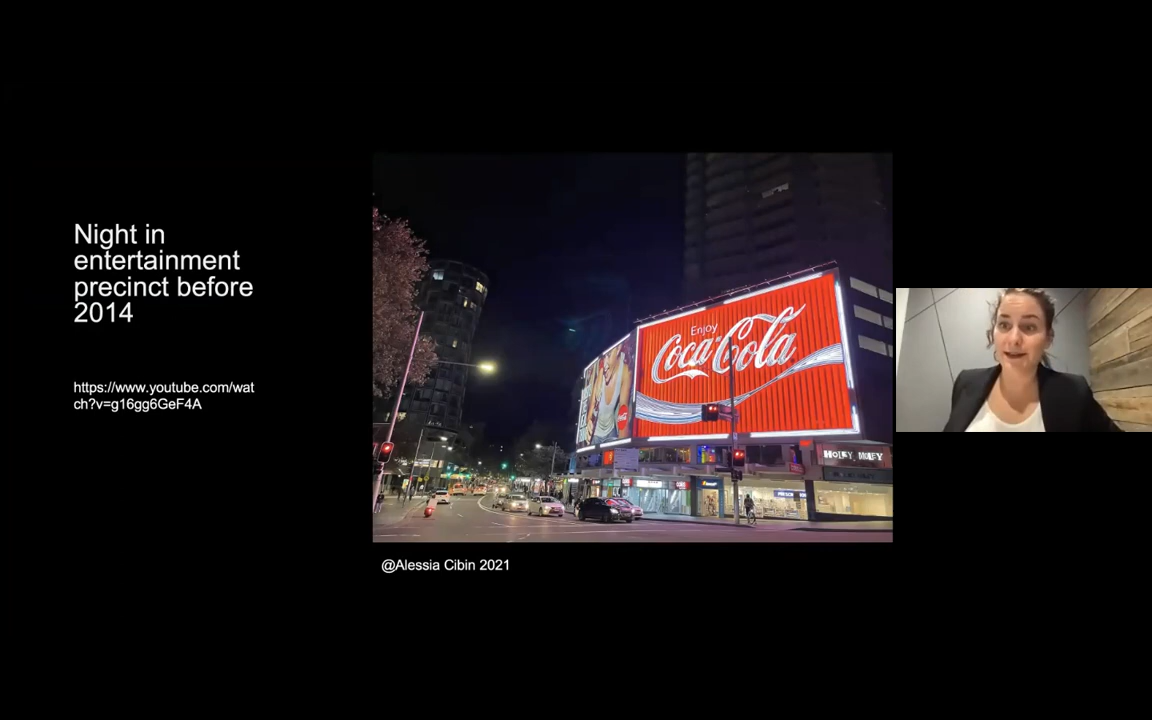 Night in
entertainment
precinct before
2014
https://www.youtube.com/wat
ch?v=g16gg6GeF4A
Enjoy
Coca-Cola
@Alessia Cibin 2021